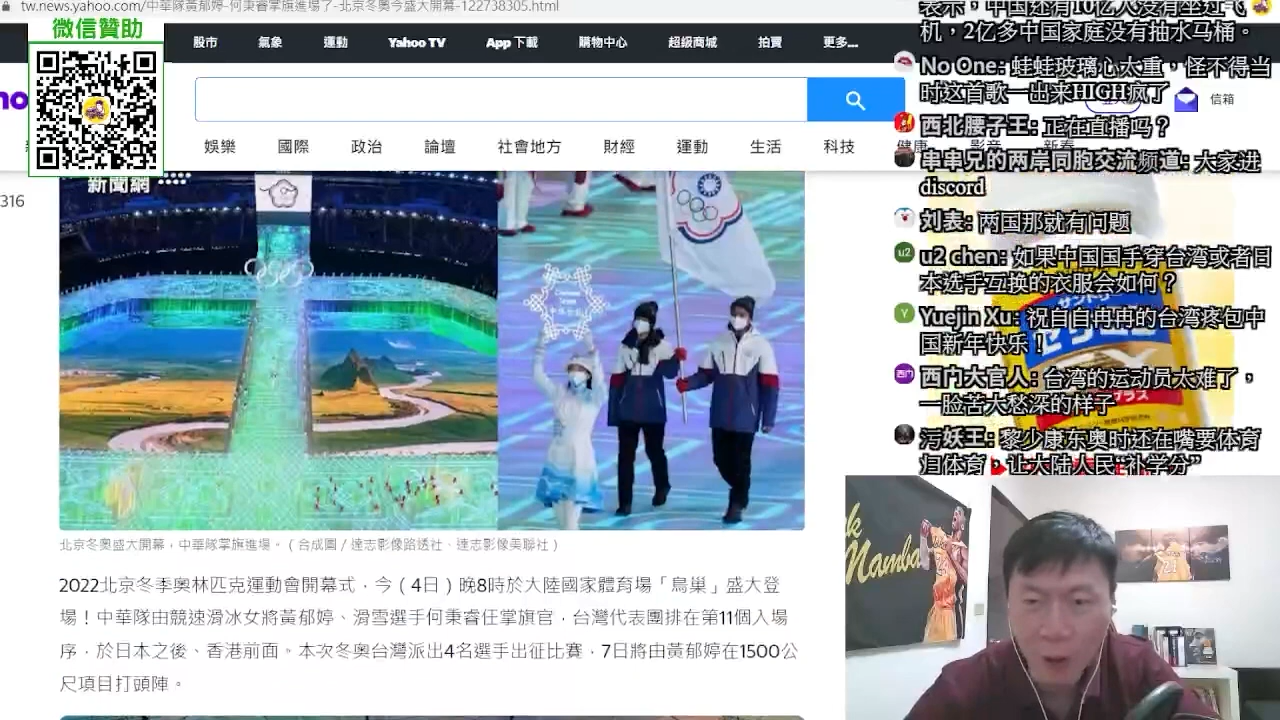 tw.news.yahoo.com/中華隊黃郁婷-何秉睿掌旗進場了-北京冬奧今盛大開幕-122738305.html
微信贊助
股市 氣象 運動 Yahoo TV App 下載 購物中心 超級商城 拍賣 更多...
信箱
娛樂 國際 政治 論壇 社會地方 財經 運動 生活 科技 健康 影音 新春
316
新聞網
北京冬奧盛大開幕，中華隊掌旗進場。（合成圖／達志影像路透社、達志影像美聯社）
2022北京冬季奧林匹克運動會開幕式，今（4日）晚8時於大陸國家體育場「鳥巢」盛大登
場！中華隊由競速滑冰女將黃郁婷、滑雪選手何秉睿任掌旗官，台灣代表團排在第11個入場
序，於日本之後、香港前面。本次冬奧台灣派出4名選手出征比賽，7日將由黃郁婷在1500公
尺項目打頭陣。
表示，中国还有10亿人没有坐过飞
机，2亿多中国家庭没有抽水马桶。
No One: 蛙蛙玻璃心太重，怪不得当
时这首歌一出来HIGH疯了
西北腰子王: 正在直播吗？
串串兄的两岸同胞交流频道: 大家进
discord
刘表: 两国那就有问题
u2 chen: 如果中国国手穿台湾或者日
本选手互换的衣服会如何？
Yuejin Xu: 祝自自冉冉的台湾疼包中
国新年快乐！
西门大官人: 台湾的运动员太难了，
一脸苦大愁深的样子
污妖王: 黎少康东奥时还在嘴要体育
归体育，让大陆人民“补学分”
Mamba